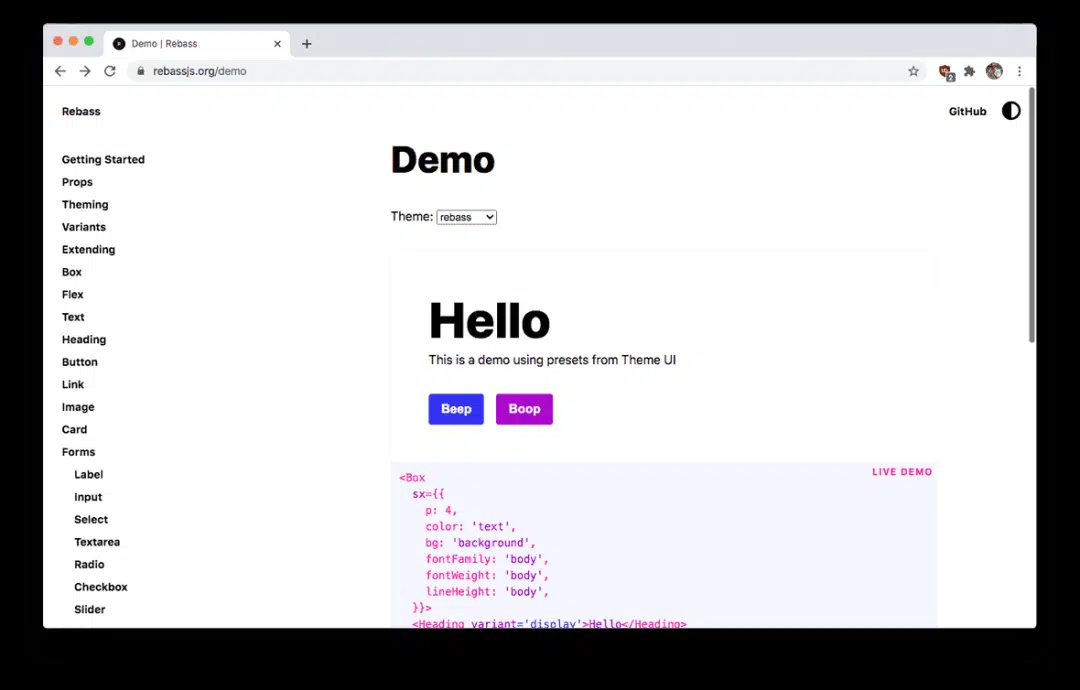 Demo | Rebass
rebassjs.org/demo
2
Rebass
GitHub
Getting Started
Props
Theming
Variants
Extending
Box
Flex
Text
Heading
Button
Link
Image
Card
Forms
Label
Input
Select
Textarea
Radio
Checkbox
Slider
Demo
Theme: rebass
Hello
This is a demo using presets from Theme UI
Beep Boop
LIVE DEMO
<Box
sx={{
p: 4,
color: 'text',
bg: 'background',
fontFamily: 'body',
fontWeight: 'body',
lineHeight: 'body',
}}>
<Heading variant='display'>Hello</Heading>